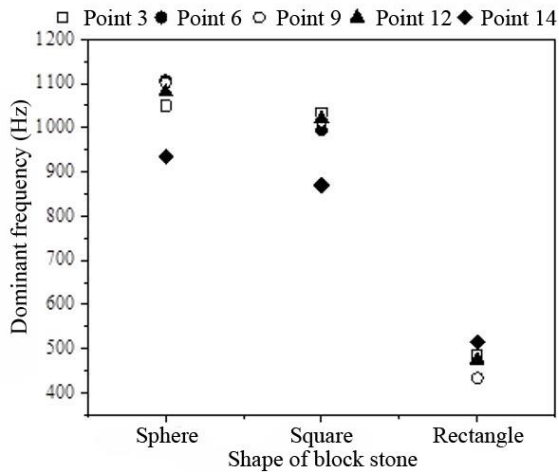 Point 3 Point 6 Point 9 Point 12 Point 14
1200
1100
1000
900
800
700
600
500
400
Dominant frequency (Hz)
Sphere Square Rectangle
Shape of block stone